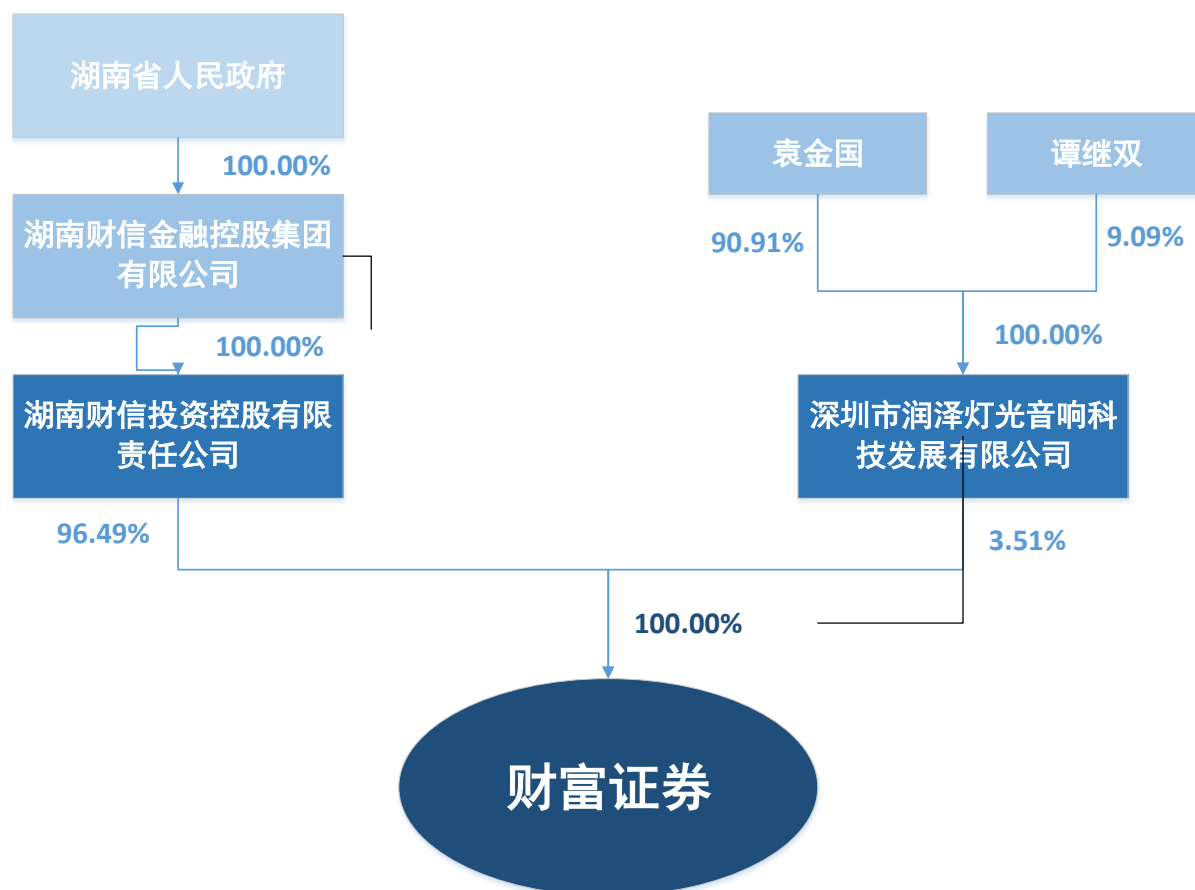 湖南省人民政府
100.00%
湖南财信金融控股集团
有限公司
100.00%
湖南财信投资控股有限
责任公司
96.49%
袁金国
谭继双
90.91%
9.09%
100.00%
深圳市润泽灯光音响科
技发展有限公司
3.51%
100.00%
财富证券